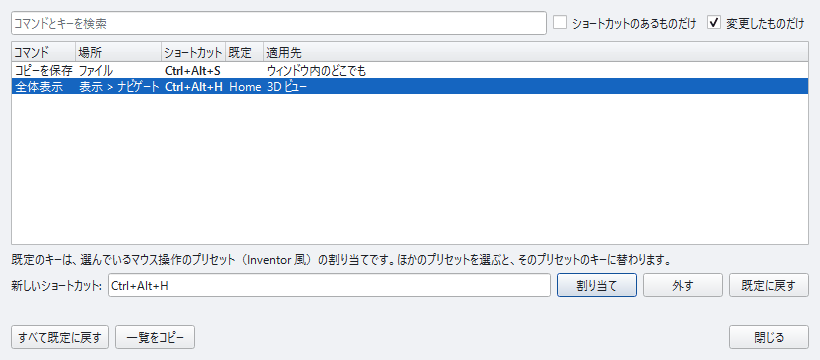 コマンドとキーを検索 ショートカットのあるものだけ 変更したものだけ
コマンド 場所 ショートカット 既定 適用先
コピーを保存 ファイル Ctrl+Alt+S ウィンドウ内のどこでも
全体表示 表示 > ナビゲート Ctrl+Alt+H Home 3D ビュー
既定のキーは、選んでいるマウス操作のプリセット（Inventor 風）の割り当てです。ほかのプリセットを選ぶと、そのプリセットのキーに替わります。
新しいショートカット: Ctrl+Alt+H 割り当て 外す 既定に戻す
すべて既定に戻す 一覧をコピー 閉じる